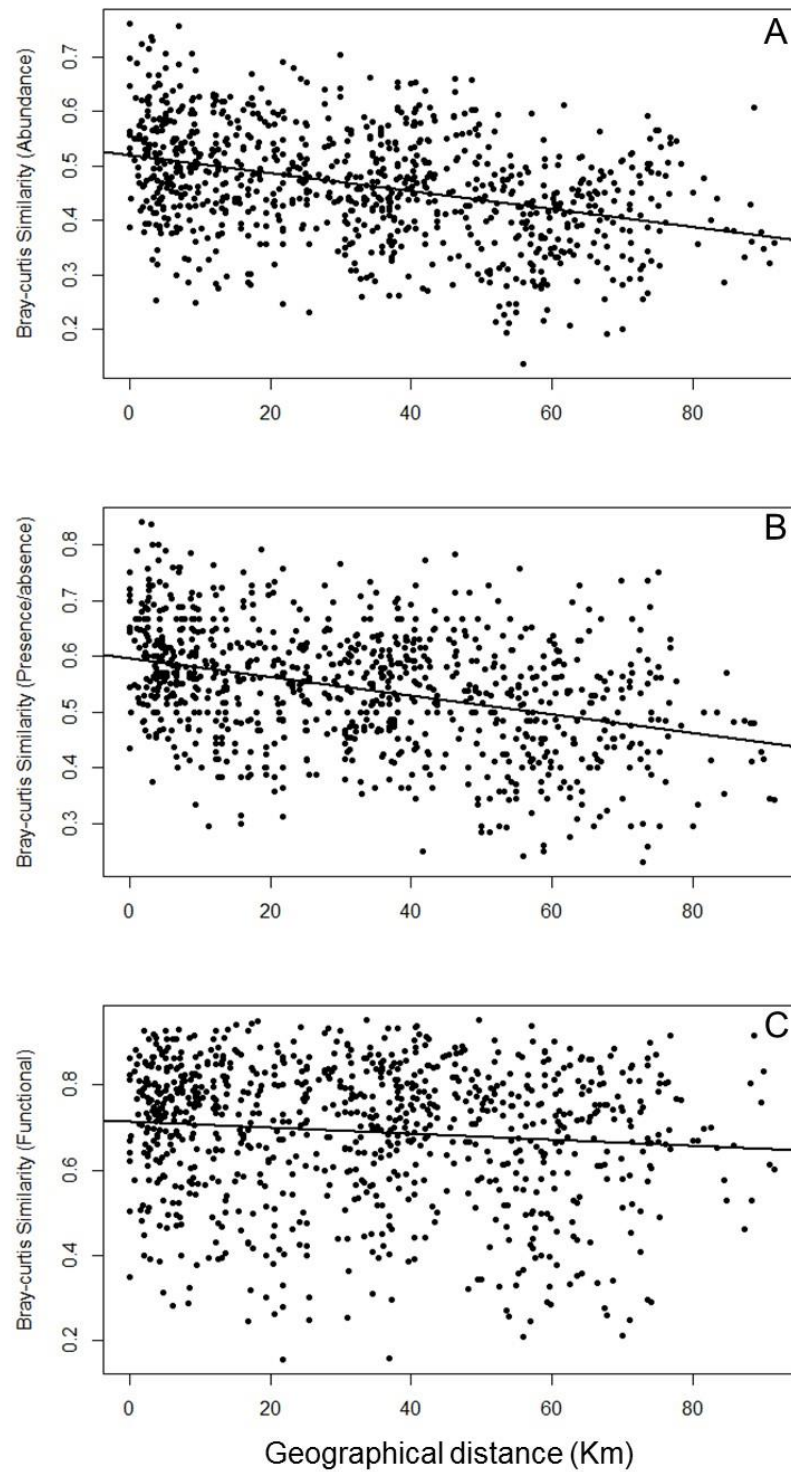 A
Bray-curtis Similarity (Abundance)
0.7
0.6
0.5
0.4
0.3
0.2
0 20 40 60 80
B
Bray-curtis Similarity (Presence/absence)
0.8
0.7
0.6
0.5
0.4
0.3
0 20 40 60 80
C
Bray-curtis Similarity (Functional)
0.8
0.6
0.4
0.2
0 20 40 60 80
Geographical distance (Km)